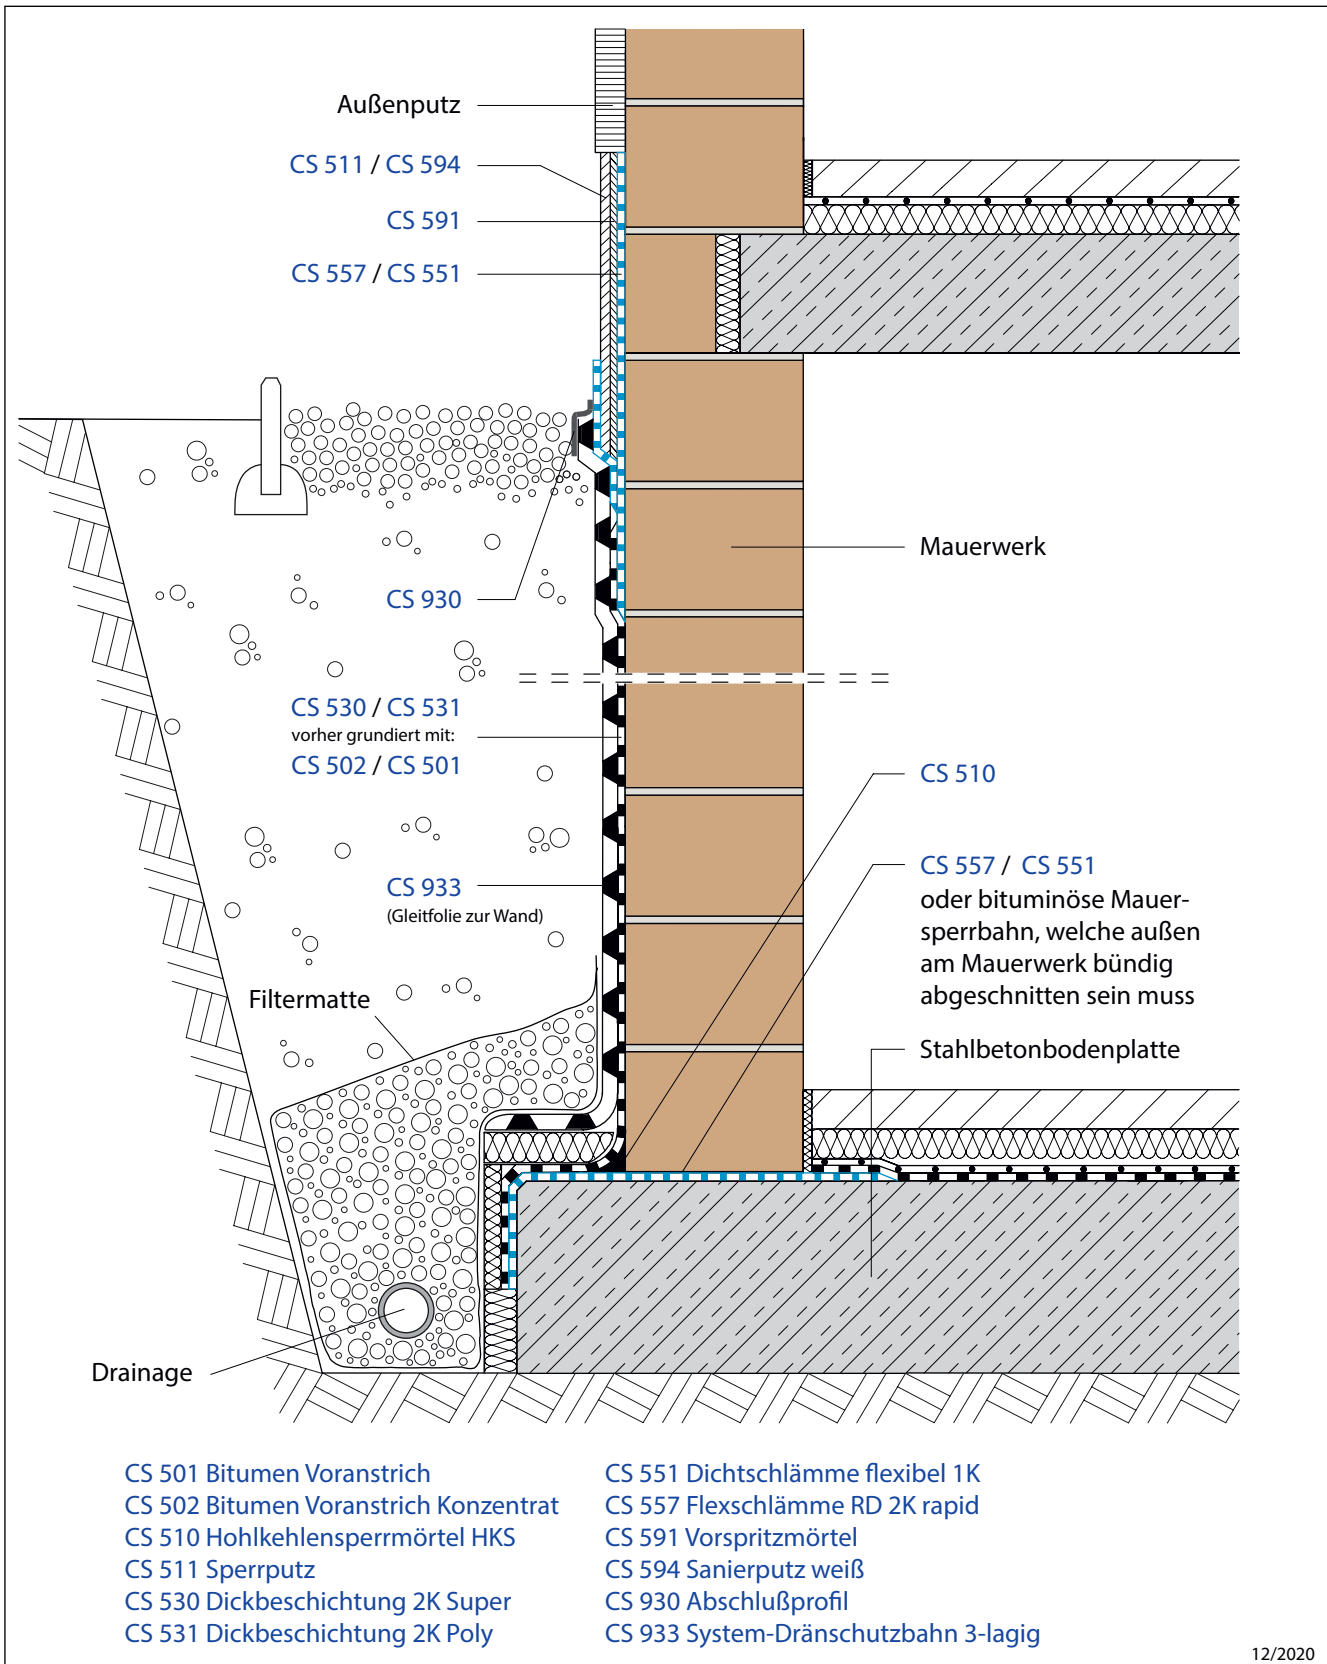 Außenputz
CS 511 / CS 594
CS 591
CS 557 / CS 551
Mauerwerk
CS 930
CS 530 / CS 531
vorher grundiert mit:
CS 502 / CS 501
CS 510
CS 557 / CS 551
oder bituminöse Mauer-
sperrbahn, welche außen
am Mauerwerk bündig
abgeschnitten sein muss
CS 933
(Gleitfolie zur Wand)
Filtermatte
Stahlbetonbodenplatte
Drainage
CS 501 Bitumen Voranstrich
CS 502 Bitumen Voranstrich Konzentrat
CS 510 Hohlkehlensperrmörtel HKS
CS 511 Sperrputz
CS 530 Dickbeschichtung 2K Super
CS 531 Dickbeschichtung 2K Poly
CS 551 Dichtschlämme flexibel 1K
CS 557 Flexschlämme RD 2K rapid
CS 591 Vorspritzmörtel
CS 594 Sanierputz weiß
CS 930 Abschlußprofil
CS 933 System-Dränschutzbahn 3-lagig
12/2020